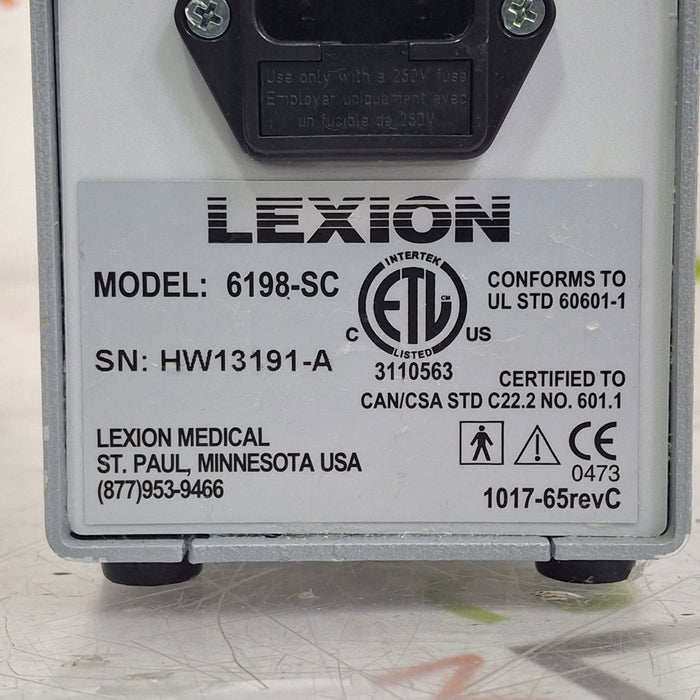 Use only with a 250V fuse
Employer uniquement avec
un fusible de 250V
LEXION
MODEL: 6198-SC
INTERTEK
ETL
CM
C
US
LISTED
3110563
CONFORMS TO
UL STD 60601-1
SN: HW13191-A
CERTIFIED TO
CAN/CSA STD C22.2 NO. 601.1
LEXION MEDICAL
ST. PAUL, MINNESOTA USA
(877)953-9466
CE
0473
1017-65revC